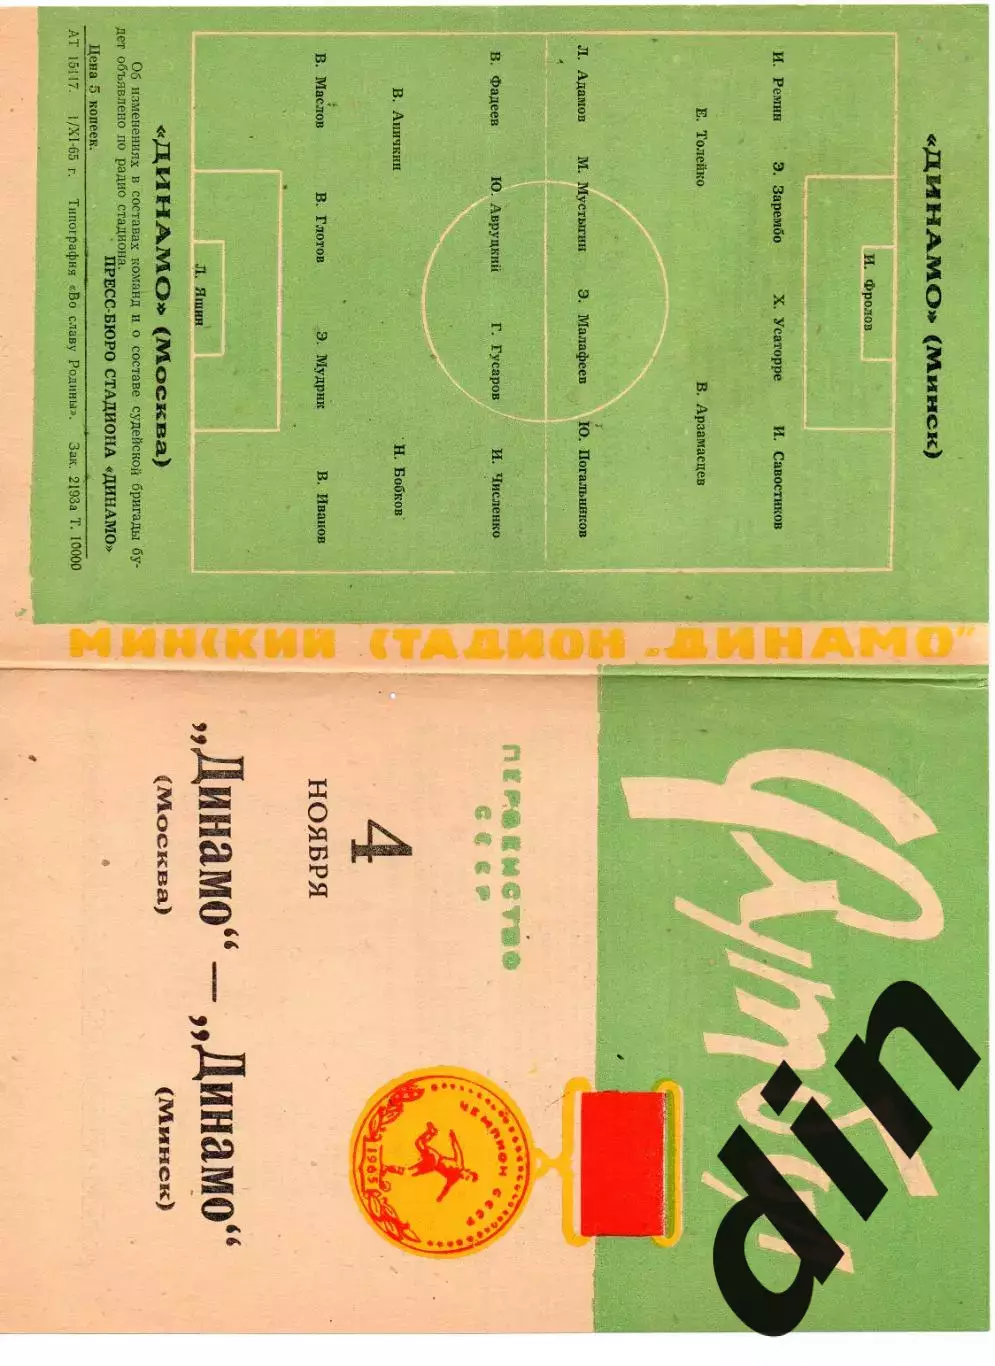 «ДИНАМО» (Минск)
И. Фролов
И. Ремин Э. Зарембо Х. Усаторре И. Савостиков
Е. Толейко В. Арзамасцев
Л. Адамов М. Мустыгин Э. Малафеев Ю. Погальников
В. Фадеев Ю. Авруцкий Г. Гусаров И. Численко
В. Аничкин Н. Бобков
В. Маслов В. Глотов Э. Мудрик В. Иванов
Л. Яшин
«ДИНАМО» (Москва)
Об изменениях в составах команд и о составе судейской бригады бу-
дет объявлено по радио стадиона.
ПРЕСС-БЮРО СТАДИОНА «ДИНАМО»
Цена 5 копеек.
АТ 15117. 1/XI-65 г. Типография «Во славу Родины». Зак. 2193а Т. 10000
МИНСКИЙ СТАДИОН „ДИНАМО"
Футбол
ПЕРВЕНСТВО
СССР
ЧЕМПИОН СССР
1965
4
НОЯБРЯ
„Динамо“ — „Динамо“
(Москва) (Минск)
din